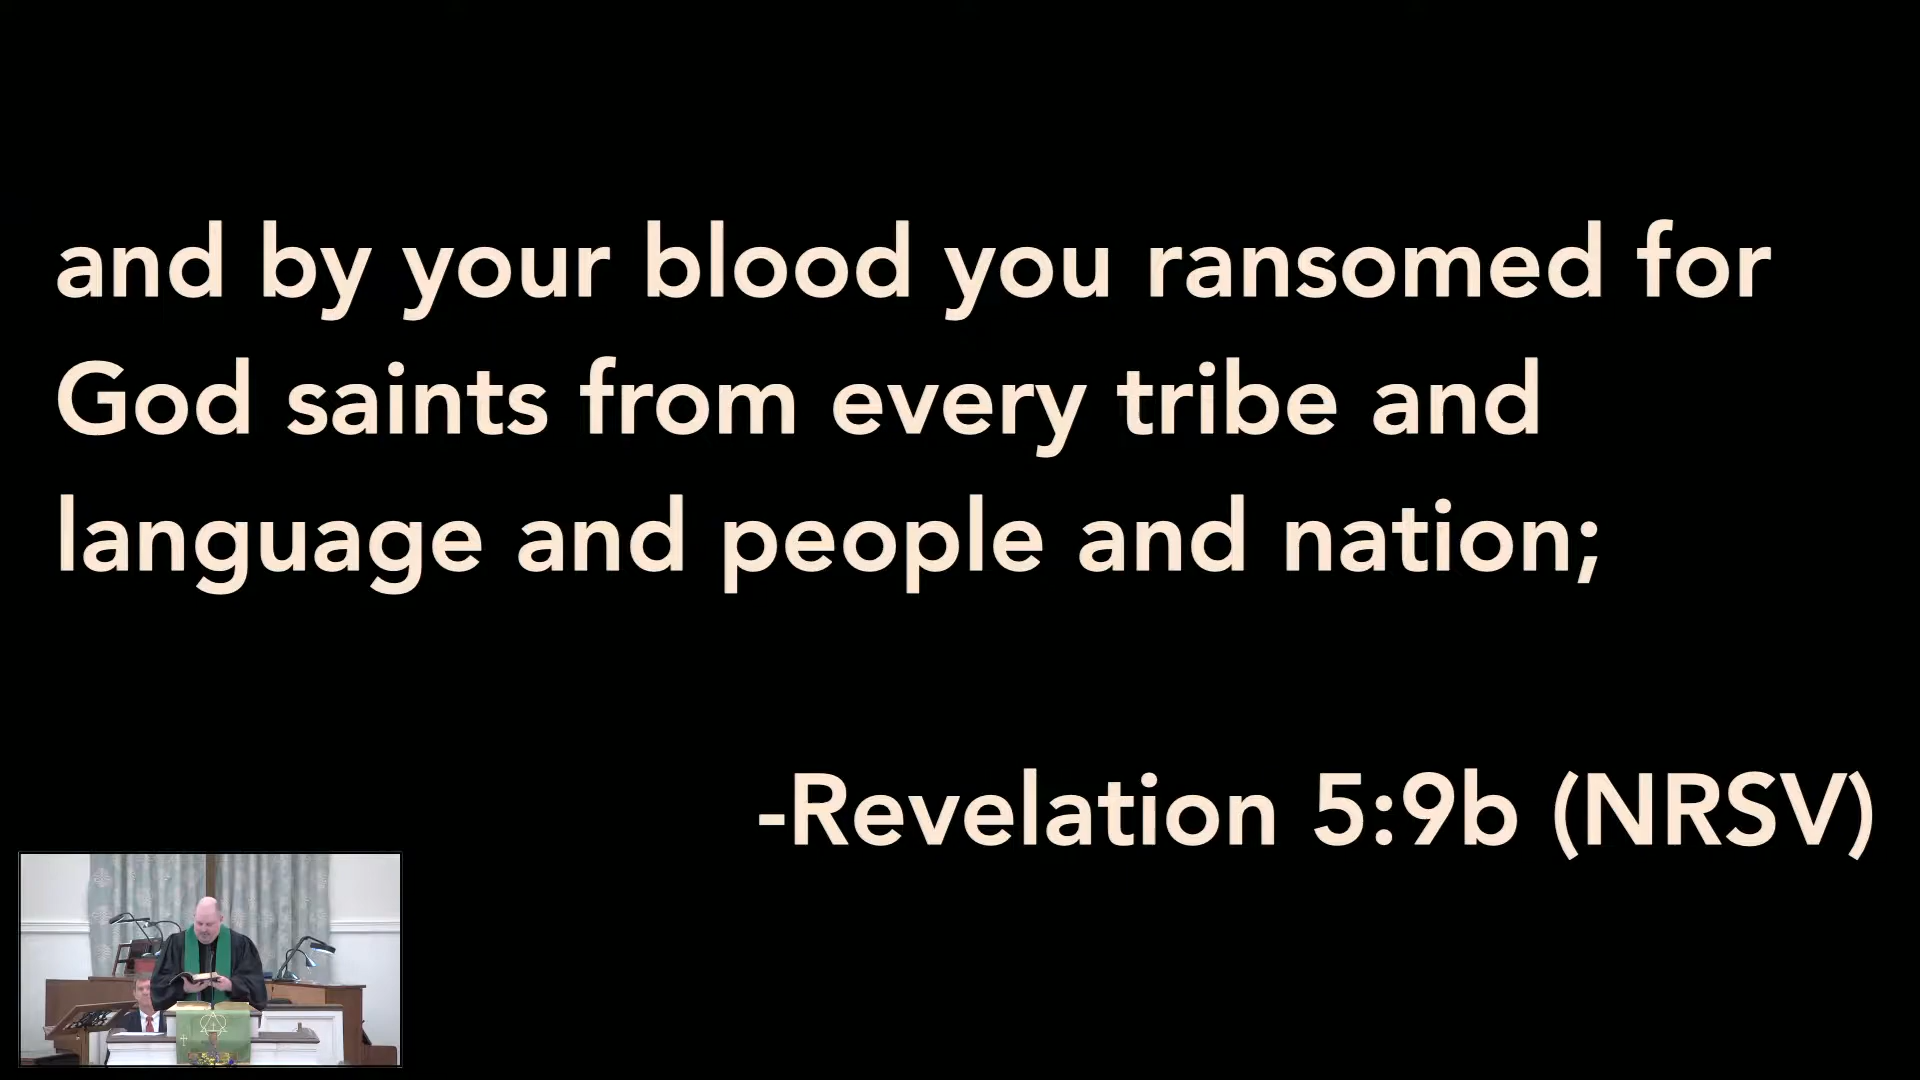 and by your blood you ransomed for
God saints from every tribe and
language and people and nation;
-Revelation 5:9b (NRSV)